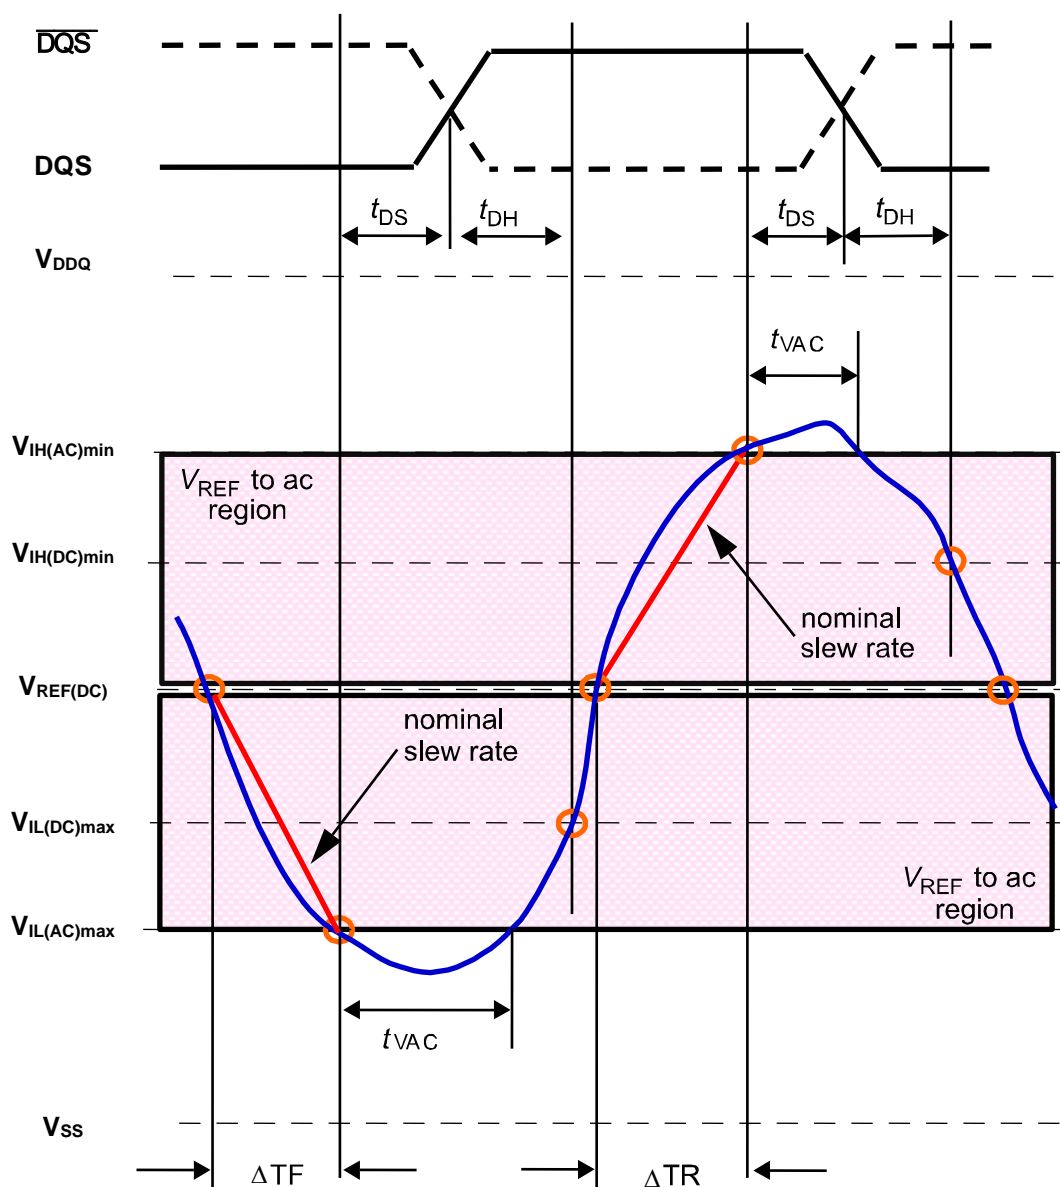 DQS
DQS
tDS
tDH
tDS
tDH
VDDQ
tVAC
VIH(AC)min
VREF to ac
region
VIH(DC)min
nominal
slew rate
VREF(DC)
nominal
slew rate
VIL(DC)max
VREF to ac
region
VIL(AC)max
tVAC
VSS
ΔTF
ΔTR